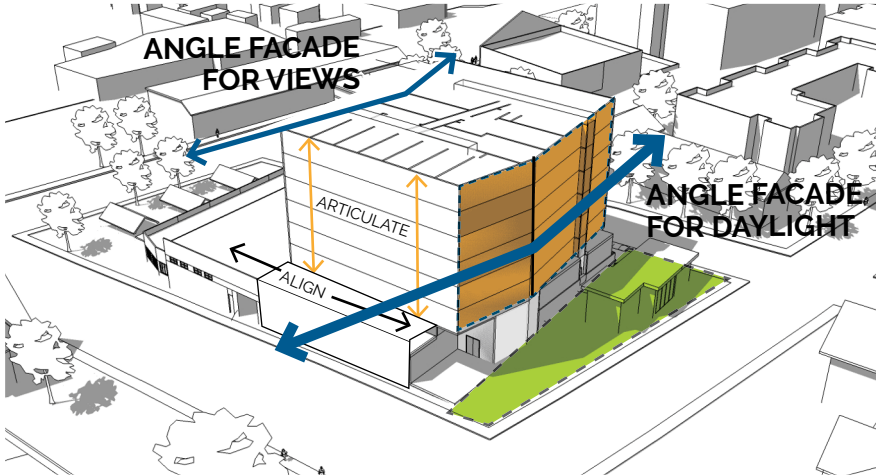 ANGLE FACADE
FOR VIEWS
ARTICULATE
ALIGN
ANGLE FACADE
FOR DAYLIGHT